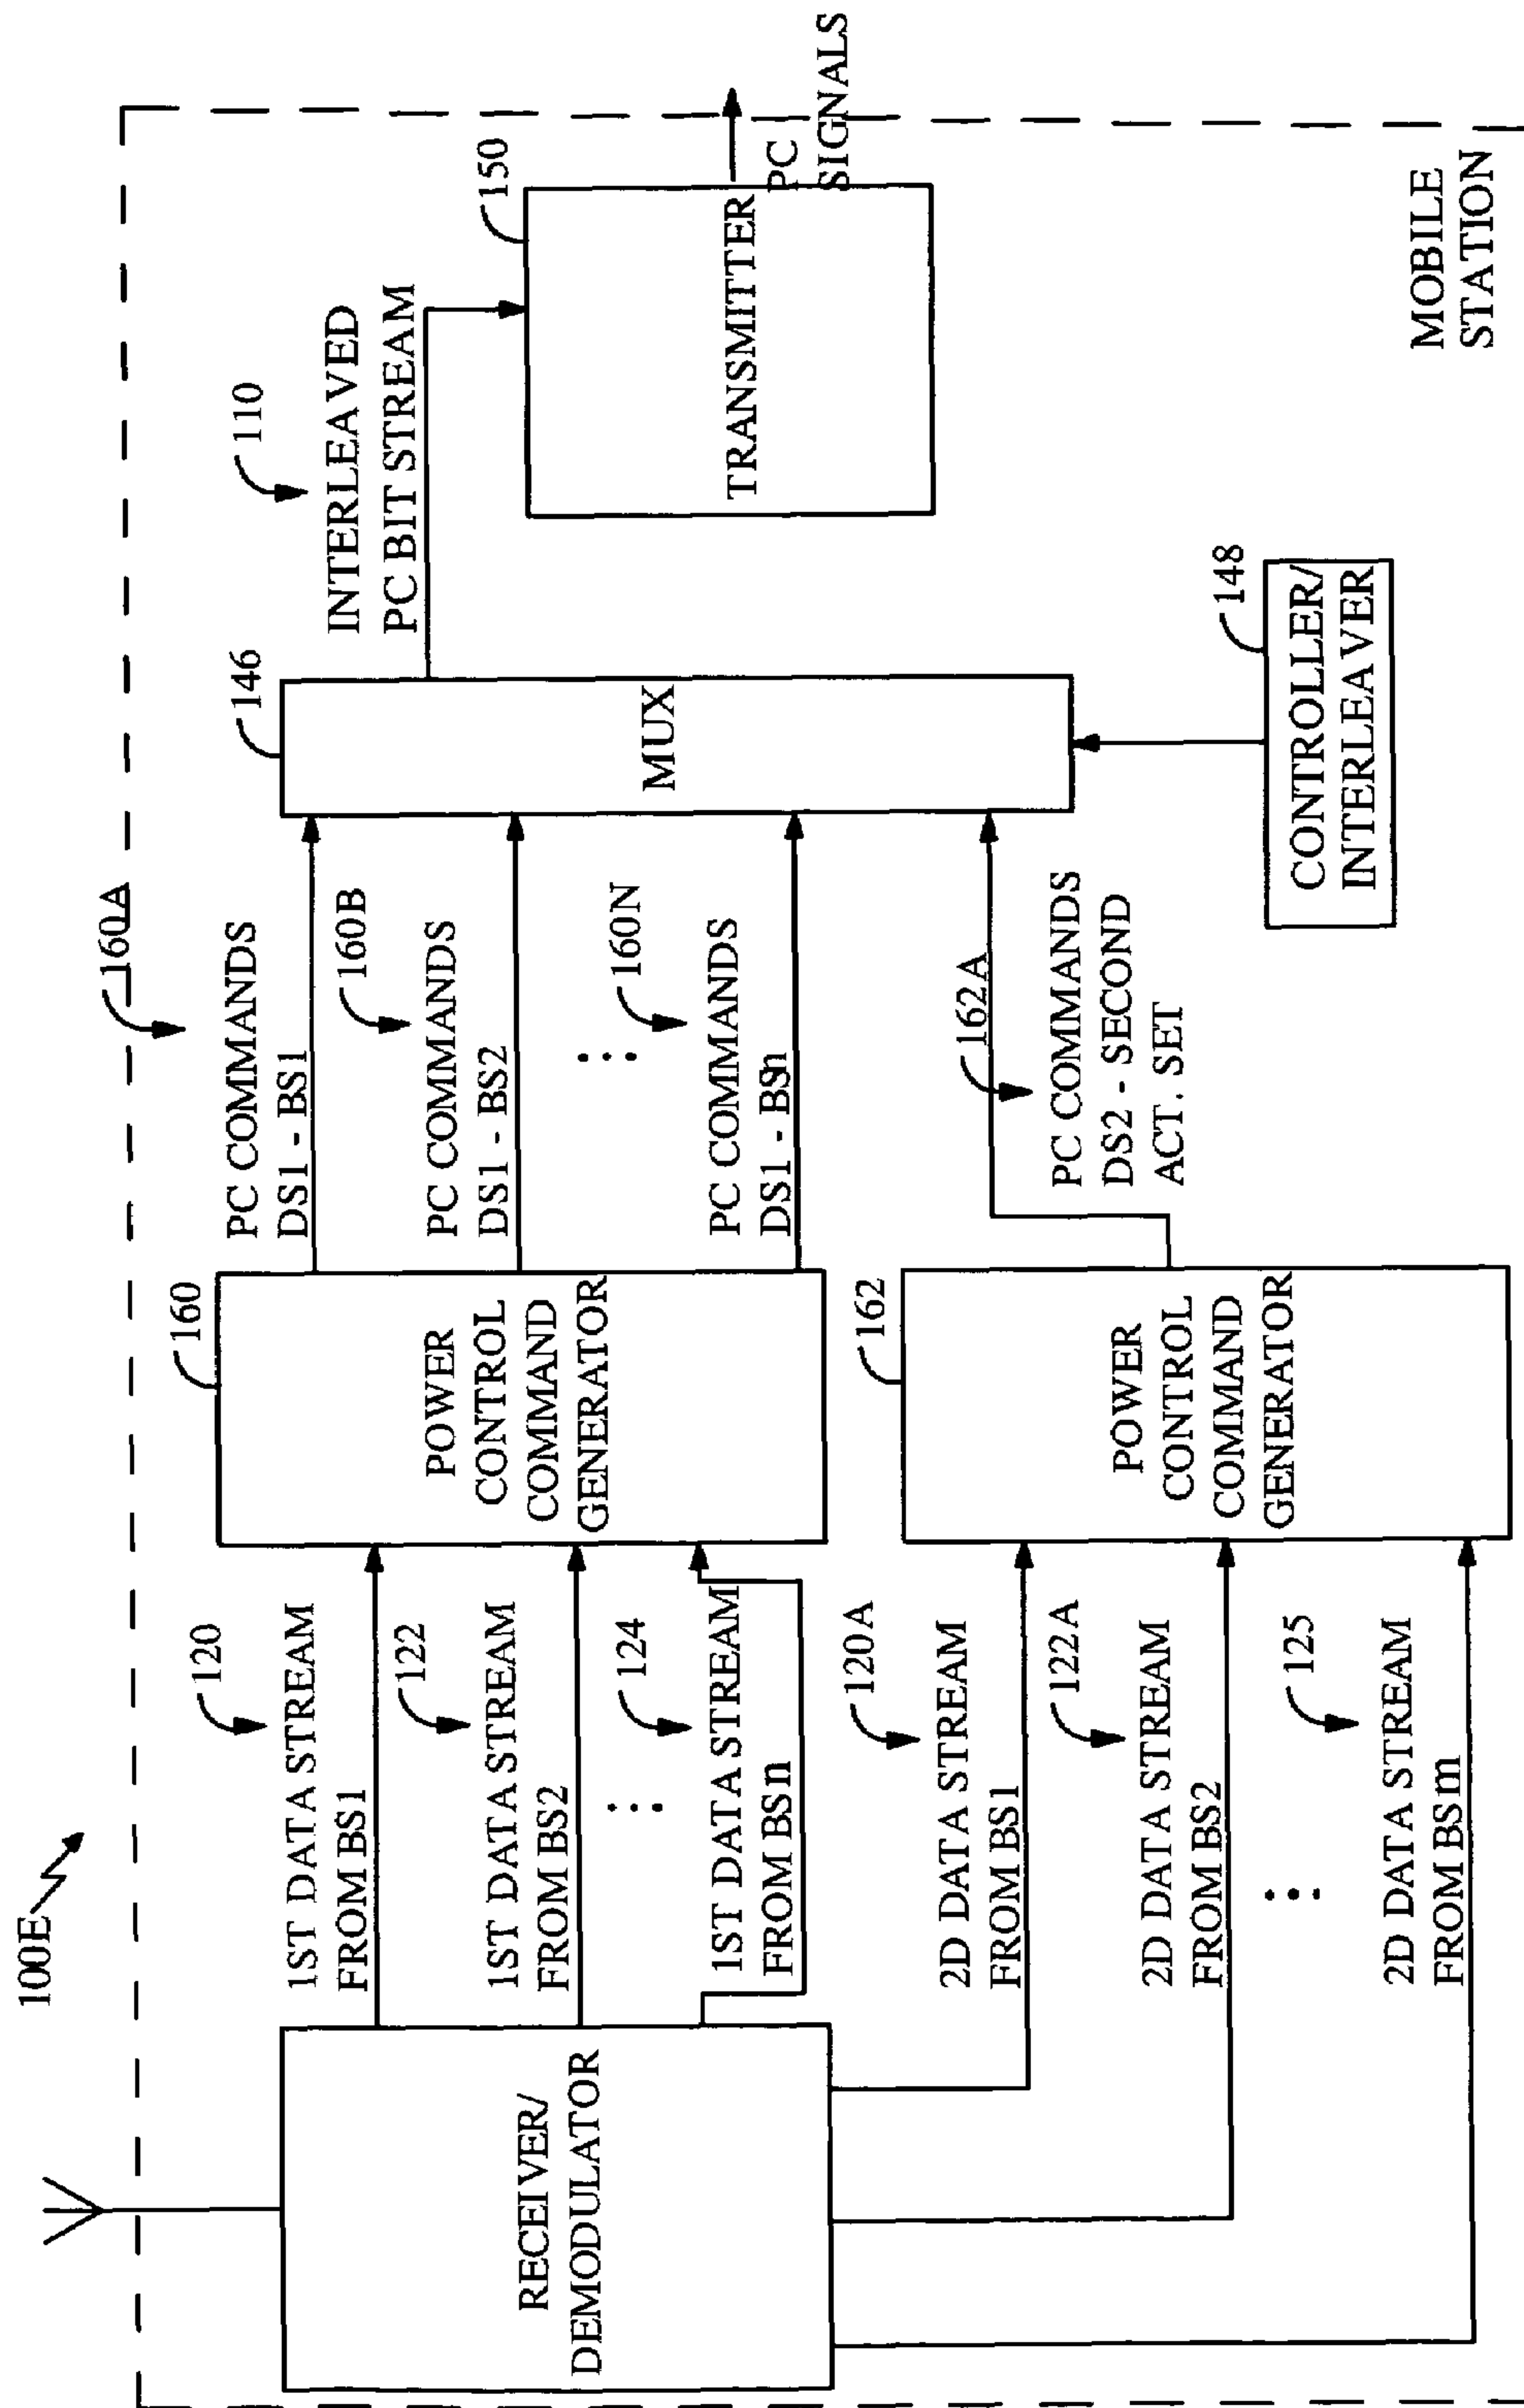 100E
120
1ST DATA STREAM
FROM BS1
122
1ST DATA STREAM
FROM BS2
124
1ST DATA STREAM
FROM BSn
120A
2D DATA STREAM
FROM BS1
122A
2D DATA STREAM
FROM BS2
125
2D DATA STREAM
FROM BSm
RECEIVER/
DEMODULATOR
160
POWER
CONTROL
COMMAND
GENERATOR
162
POWER
CONTROL
COMMAND
GENERATOR
160A
PC COMMANDS
DS1 - BS1
160B
PC COMMANDS
DS1 - BS2
160N
PC COMMANDS
DS1 - BSn
162A
PC COMMANDS
DS2 - SECOND
ACT. SET
146
MUX
148
CONTROLLER/
INTERLEAVER
110
INTERLEAVED
PC BIT STREAM
150
TRANSMITTER
PC
SIGNALS
MOBILE
STATION